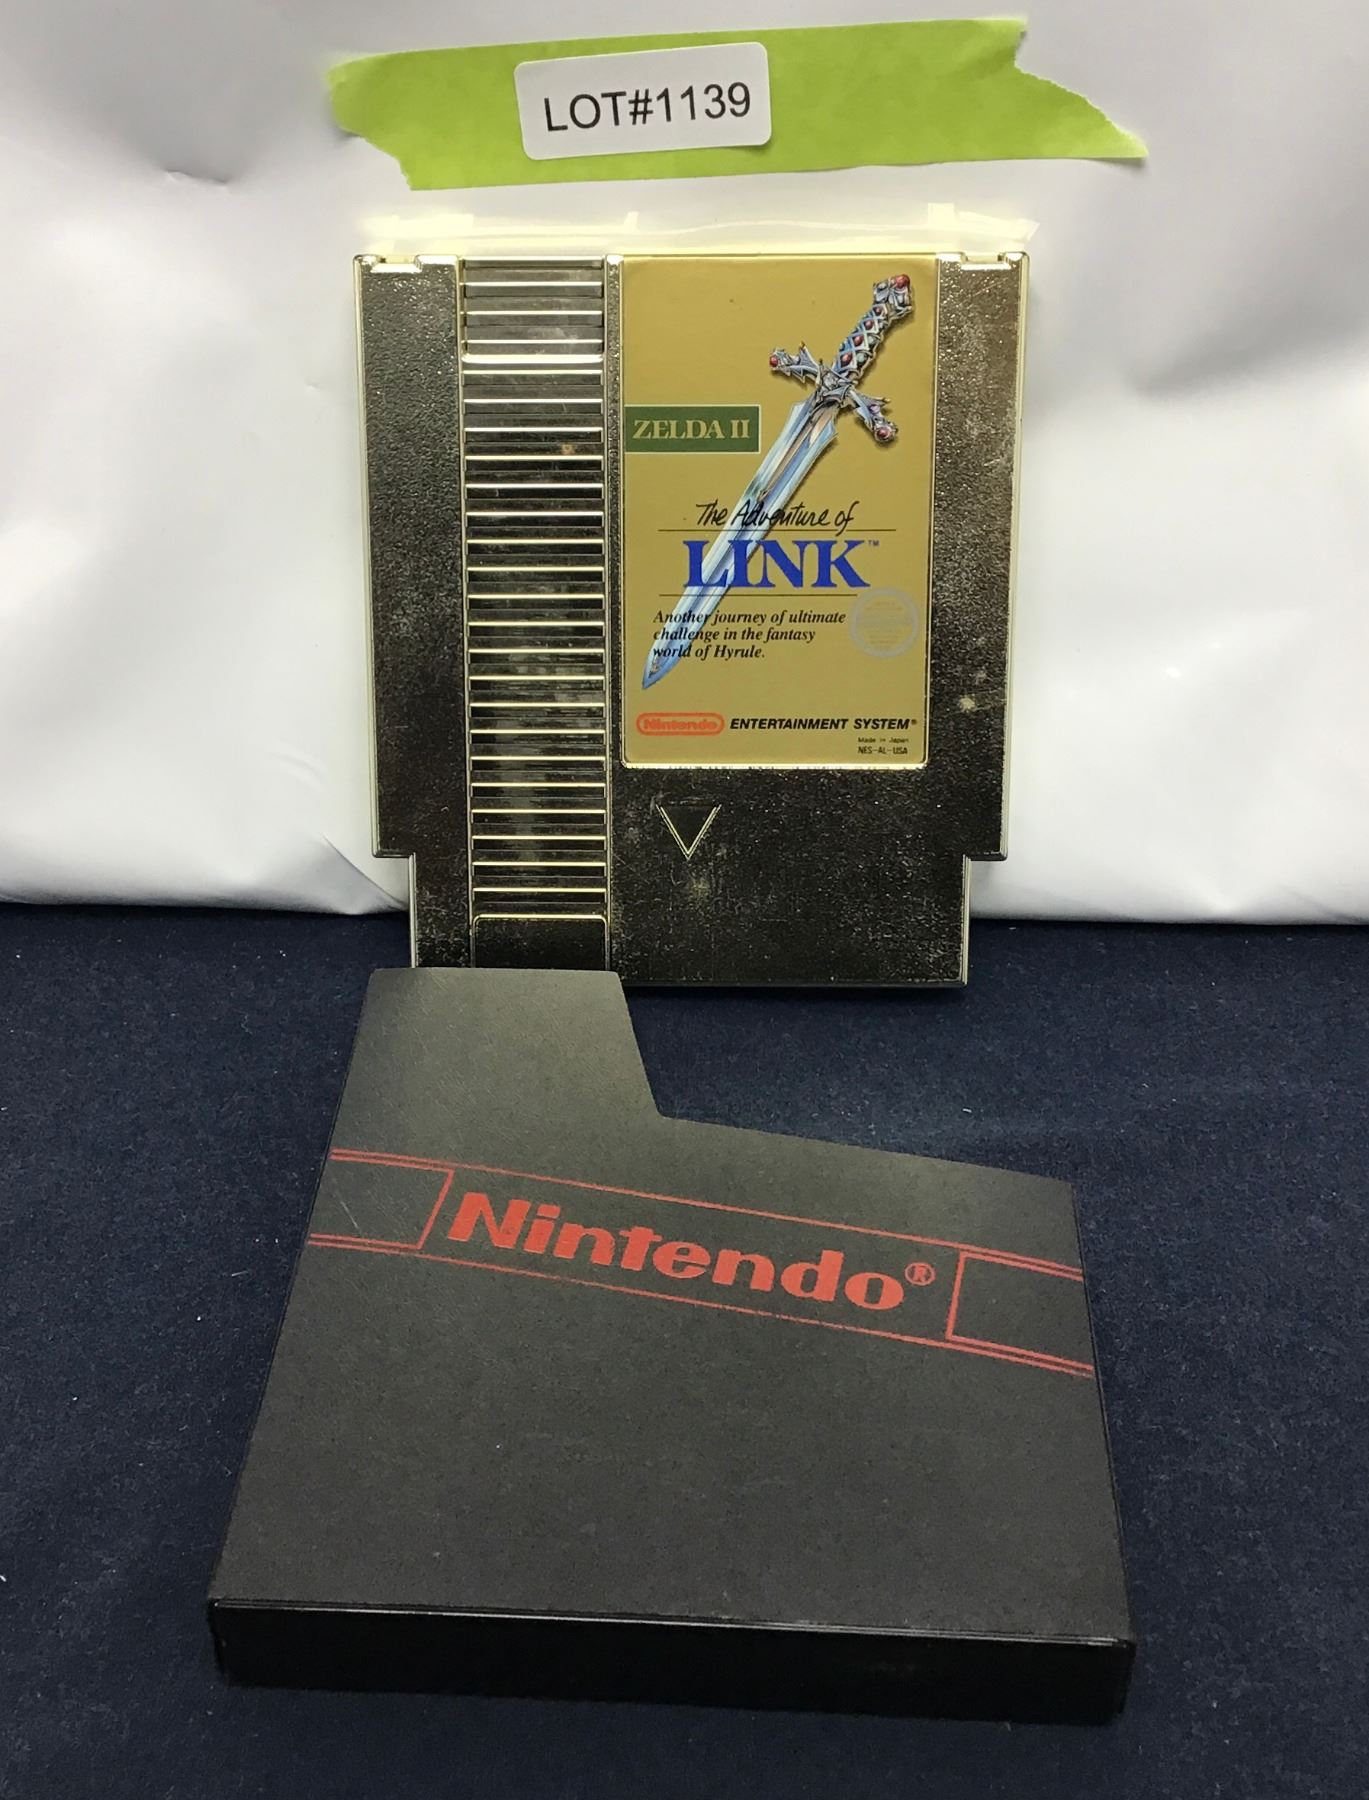 LOT#1139
ZELDA II
The Adventure of
LINK™
Another journey of ultimate
challenge in the fantasy
world of Hyrule.
Nintendo ENTERTAINMENT SYSTEM®
Made in Japan
NES-AL-USA
Nintendo®